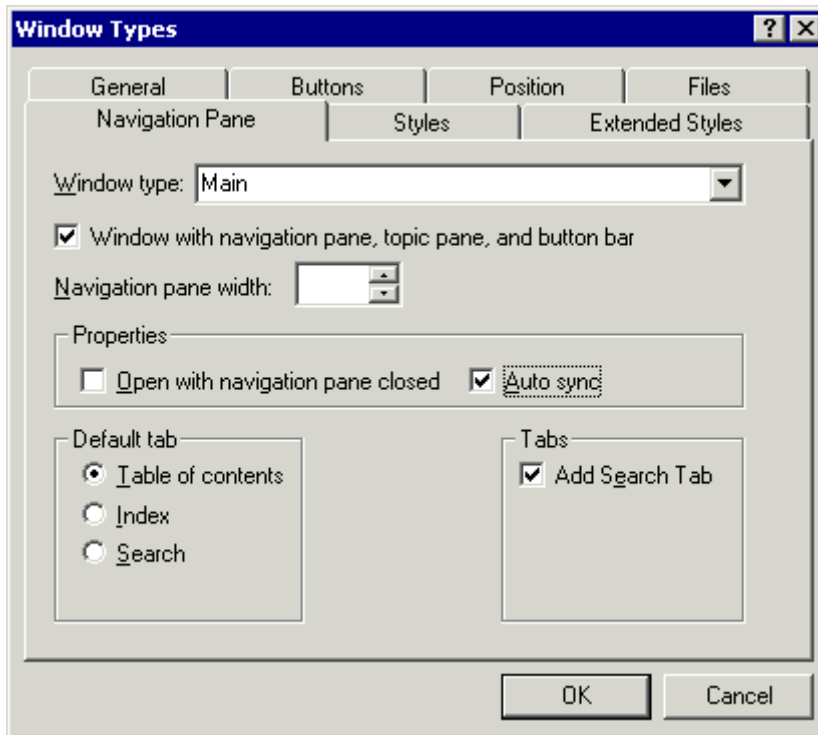 Window Types
General Buttons Position Files
Navigation Pane Styles Extended Styles
Window type: Main
Window with navigation pane, topic pane, and button bar
Navigation pane width:
Properties
Open with navigation pane closed Auto sync
Default tab Tabs
Table of contents Add Search Tab
Index
Search
OK Cancel